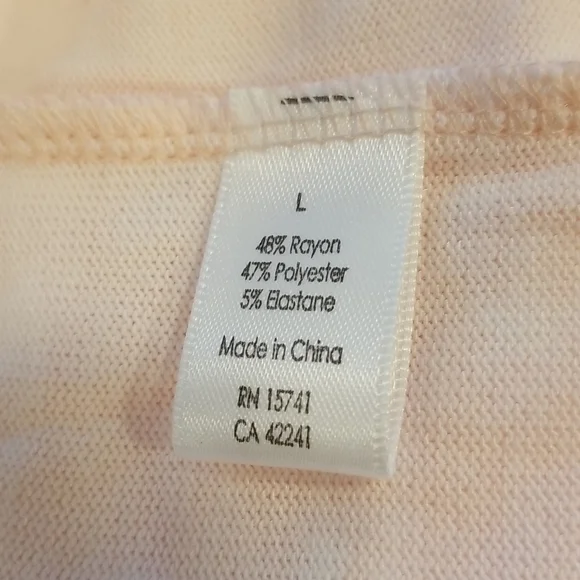 L
48% Rayon
47% Polyester
5% Elastane
Made in China
RN 15741
CA 42241